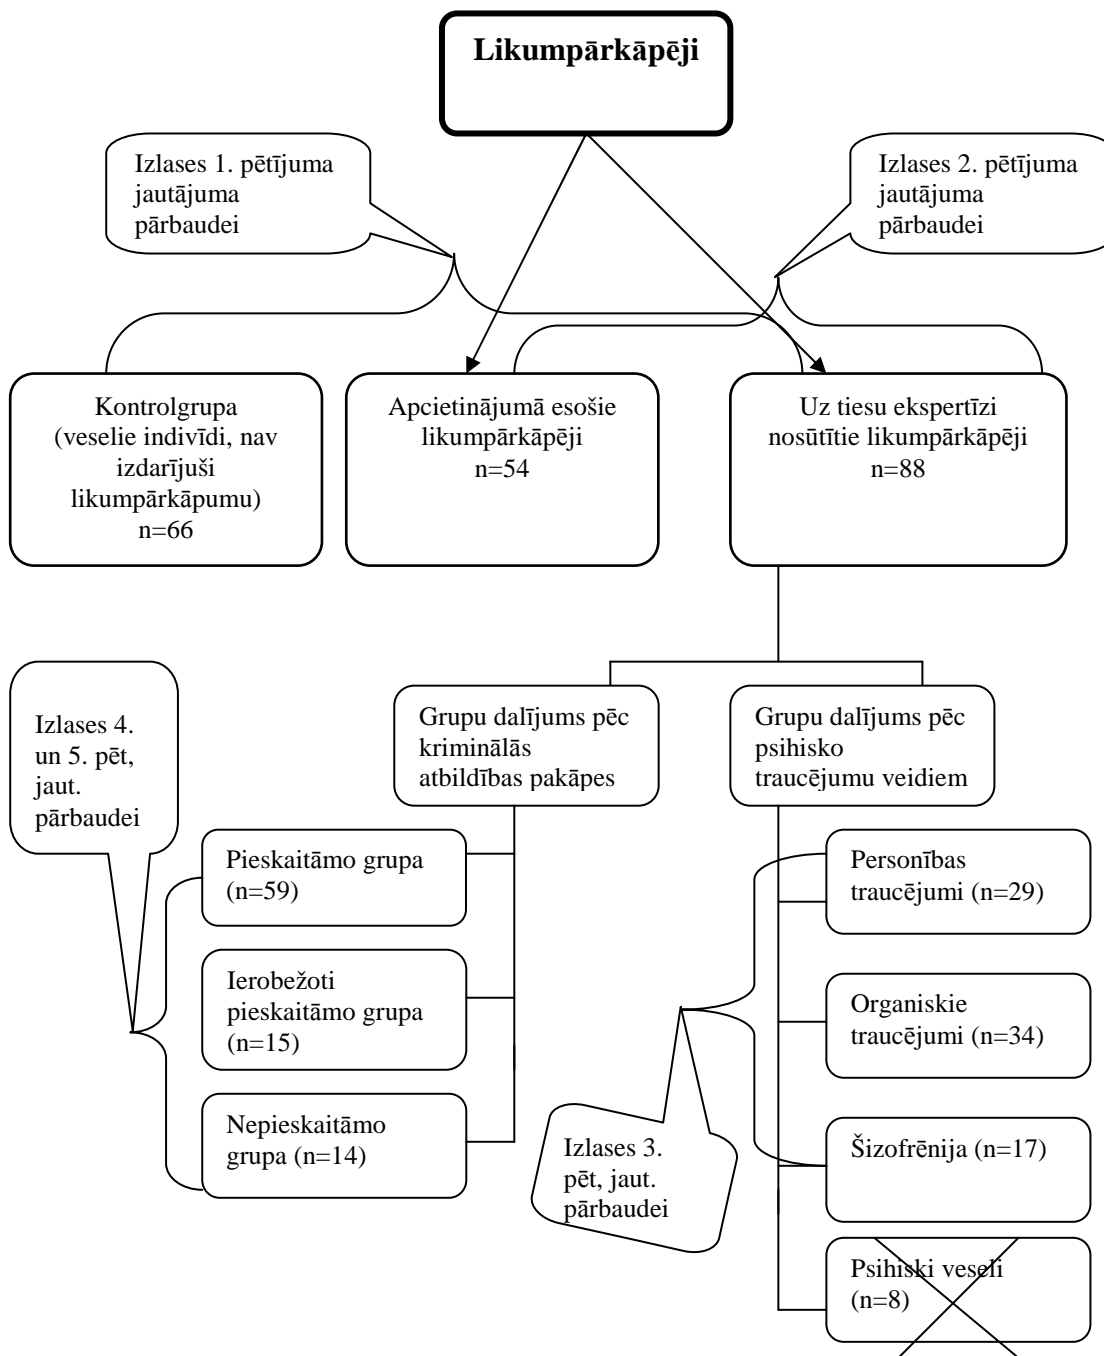 Likumpārkāpēji
Izlases 1. pētījuma
jautājuma
pārbaudei
Izlases 2. pētījuma
jautājuma
pārbaudei
Kontrolgrupa
(veselie indivīdi, nav
izdarījuši
likumpārkāpumu)
n=66
Apcietinājumā esošie
likumpārkāpēji
n=54
Uz tiesu ekspertīzi
nosūtītie likumpārkāpēji
n=88
Izlases 4.
un 5. pēt,
jaut.
pārbaudei
Grupu dalījums pēc
kriminālās
atbildības pakāpes
Grupu dalījums pēc
psihisko
traucējumu veidiem
Pieskaitāmo grupa
(n=59)
Ierobežoti
pieskaitāmo grupa
(n=15)
Nepieskaitāmo
grupa (n=14)
Izlases 3.
pēt, jaut.
pārbaudei
Personības
traucējumi (n=29)
Organiskie
traucējumi (n=34)
Šizofrēnija (n=17)
Psihiski veseli
(n=8)